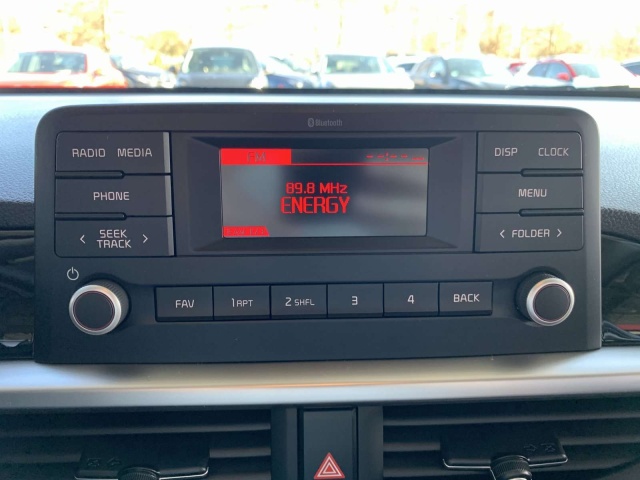 Bluetooth
RADIO MEDIA
DISP CLOCK
89.8 MHz
ENERGY
PHONE
MENU
SEEK
TRACK
FOLDER
FAV
1 RPT
2 SHFL
3
4
BACK